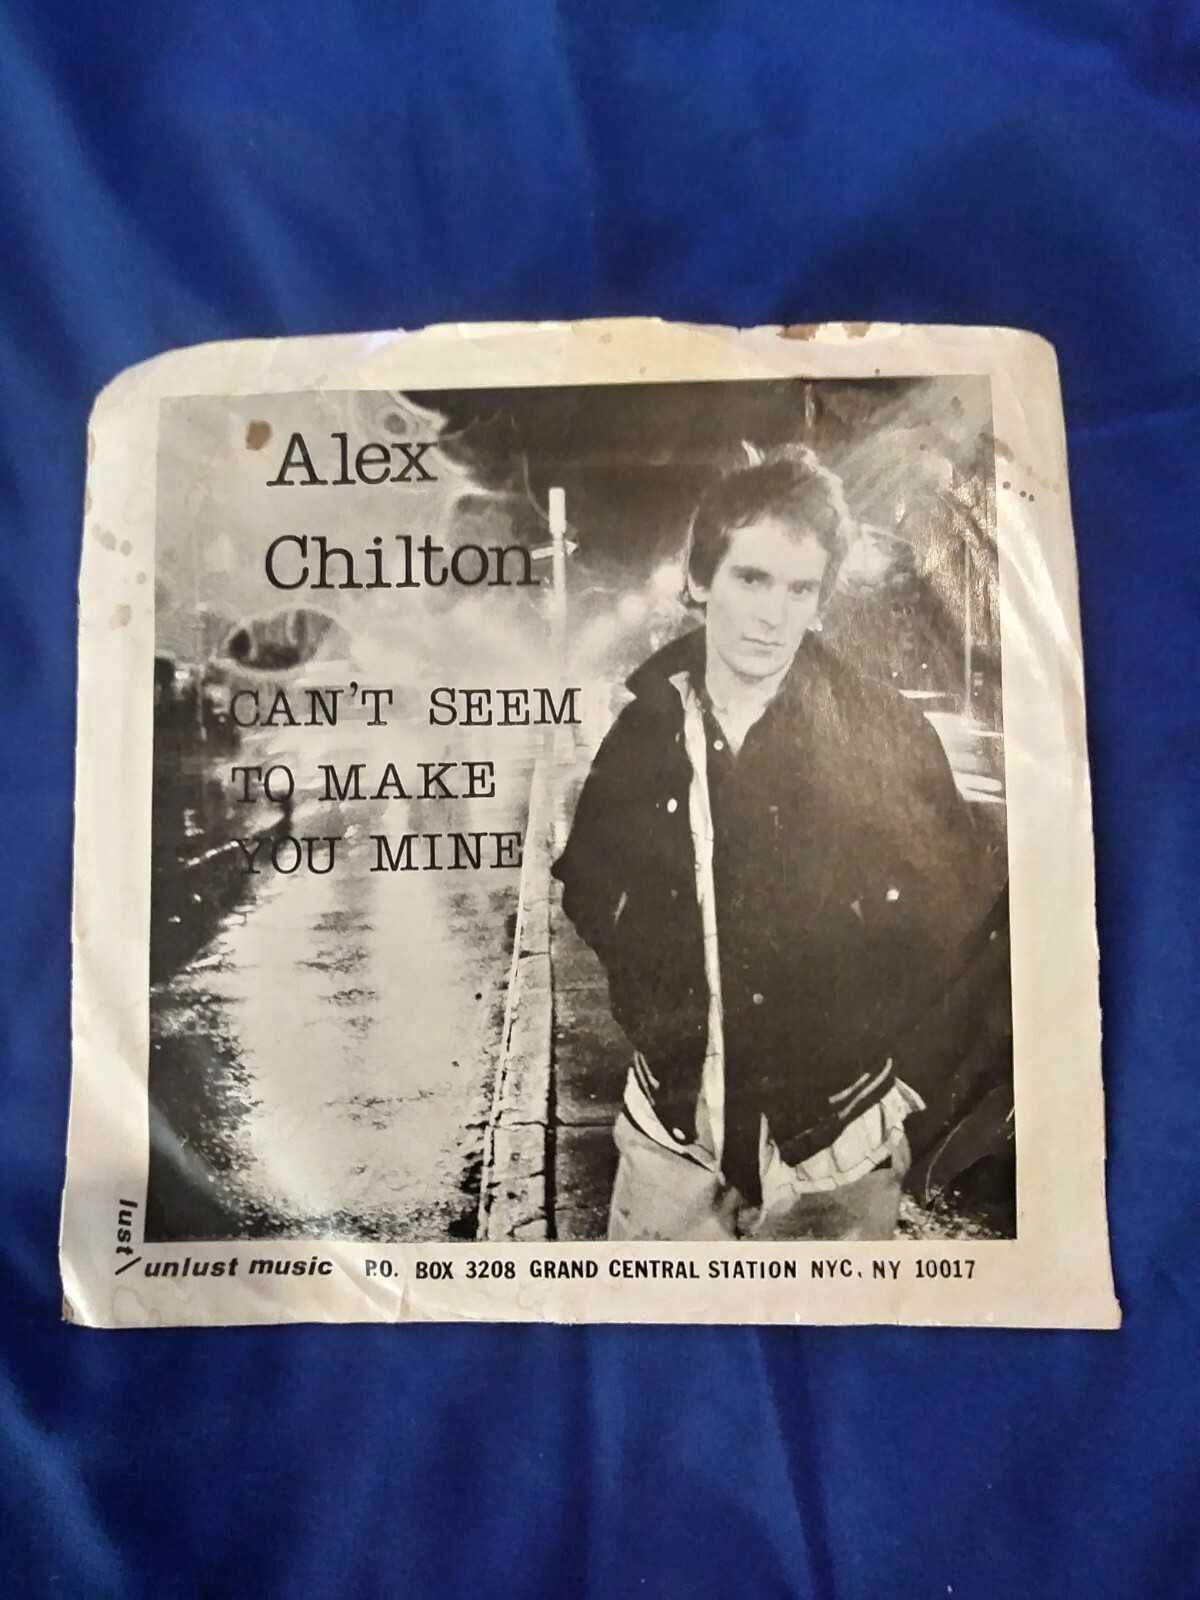 Alex
Chilton
CAN'T SEEM
TO MAKE
YOU MINE
lust/
unlust music P.O. BOX 3208 GRAND CENTRAL STATION NYC, NY 10017